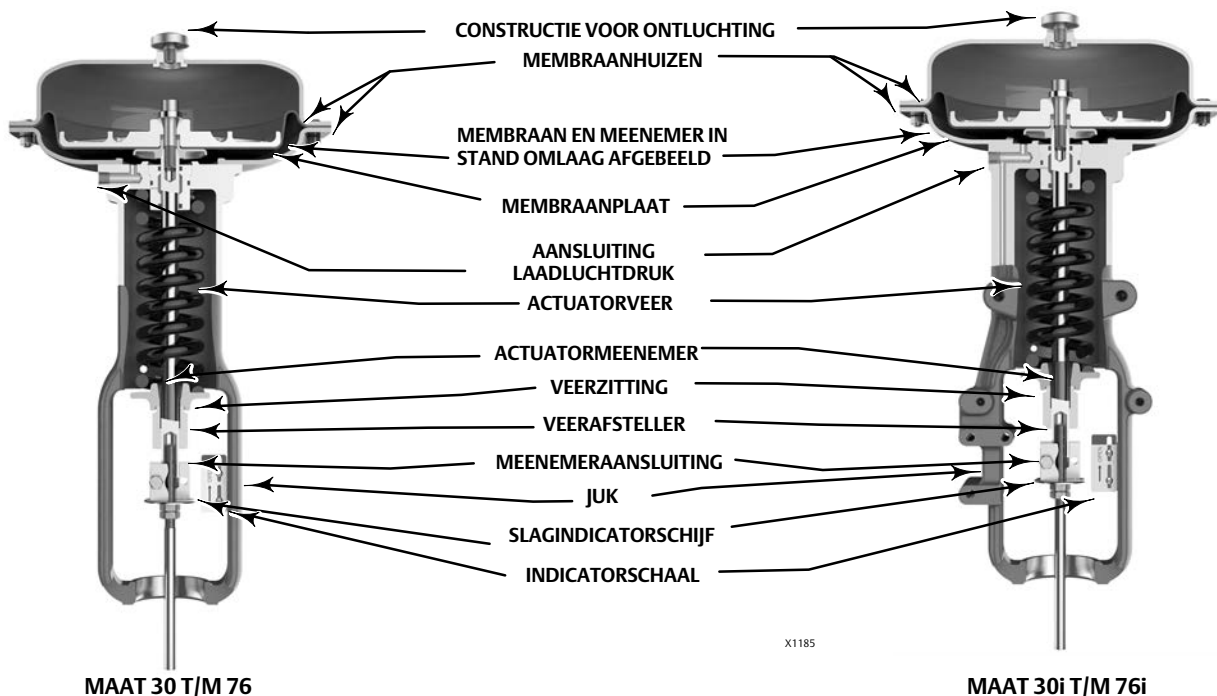 CONSTRUCTIE VOOR ONTLUCHTING
MEMBRAANHUIZEN
MEMBRAAN EN MEENEMER IN
STAND OMLAAG AFGEBEELD
MEMBRAANPLAAT
AANSLUITING
LAADLUCHTDRUK
ACTUATORVEER
ACTUATORMEENEMER
VEERZITTING
VEERAFSTELLER
MEENEMERAANSLUITING
JUK
SLAGINDICATORSCHIJF
INDICATORSCHAAL
X1185
MAAT 30 T/M 76
MAAT 30i T/M 76i